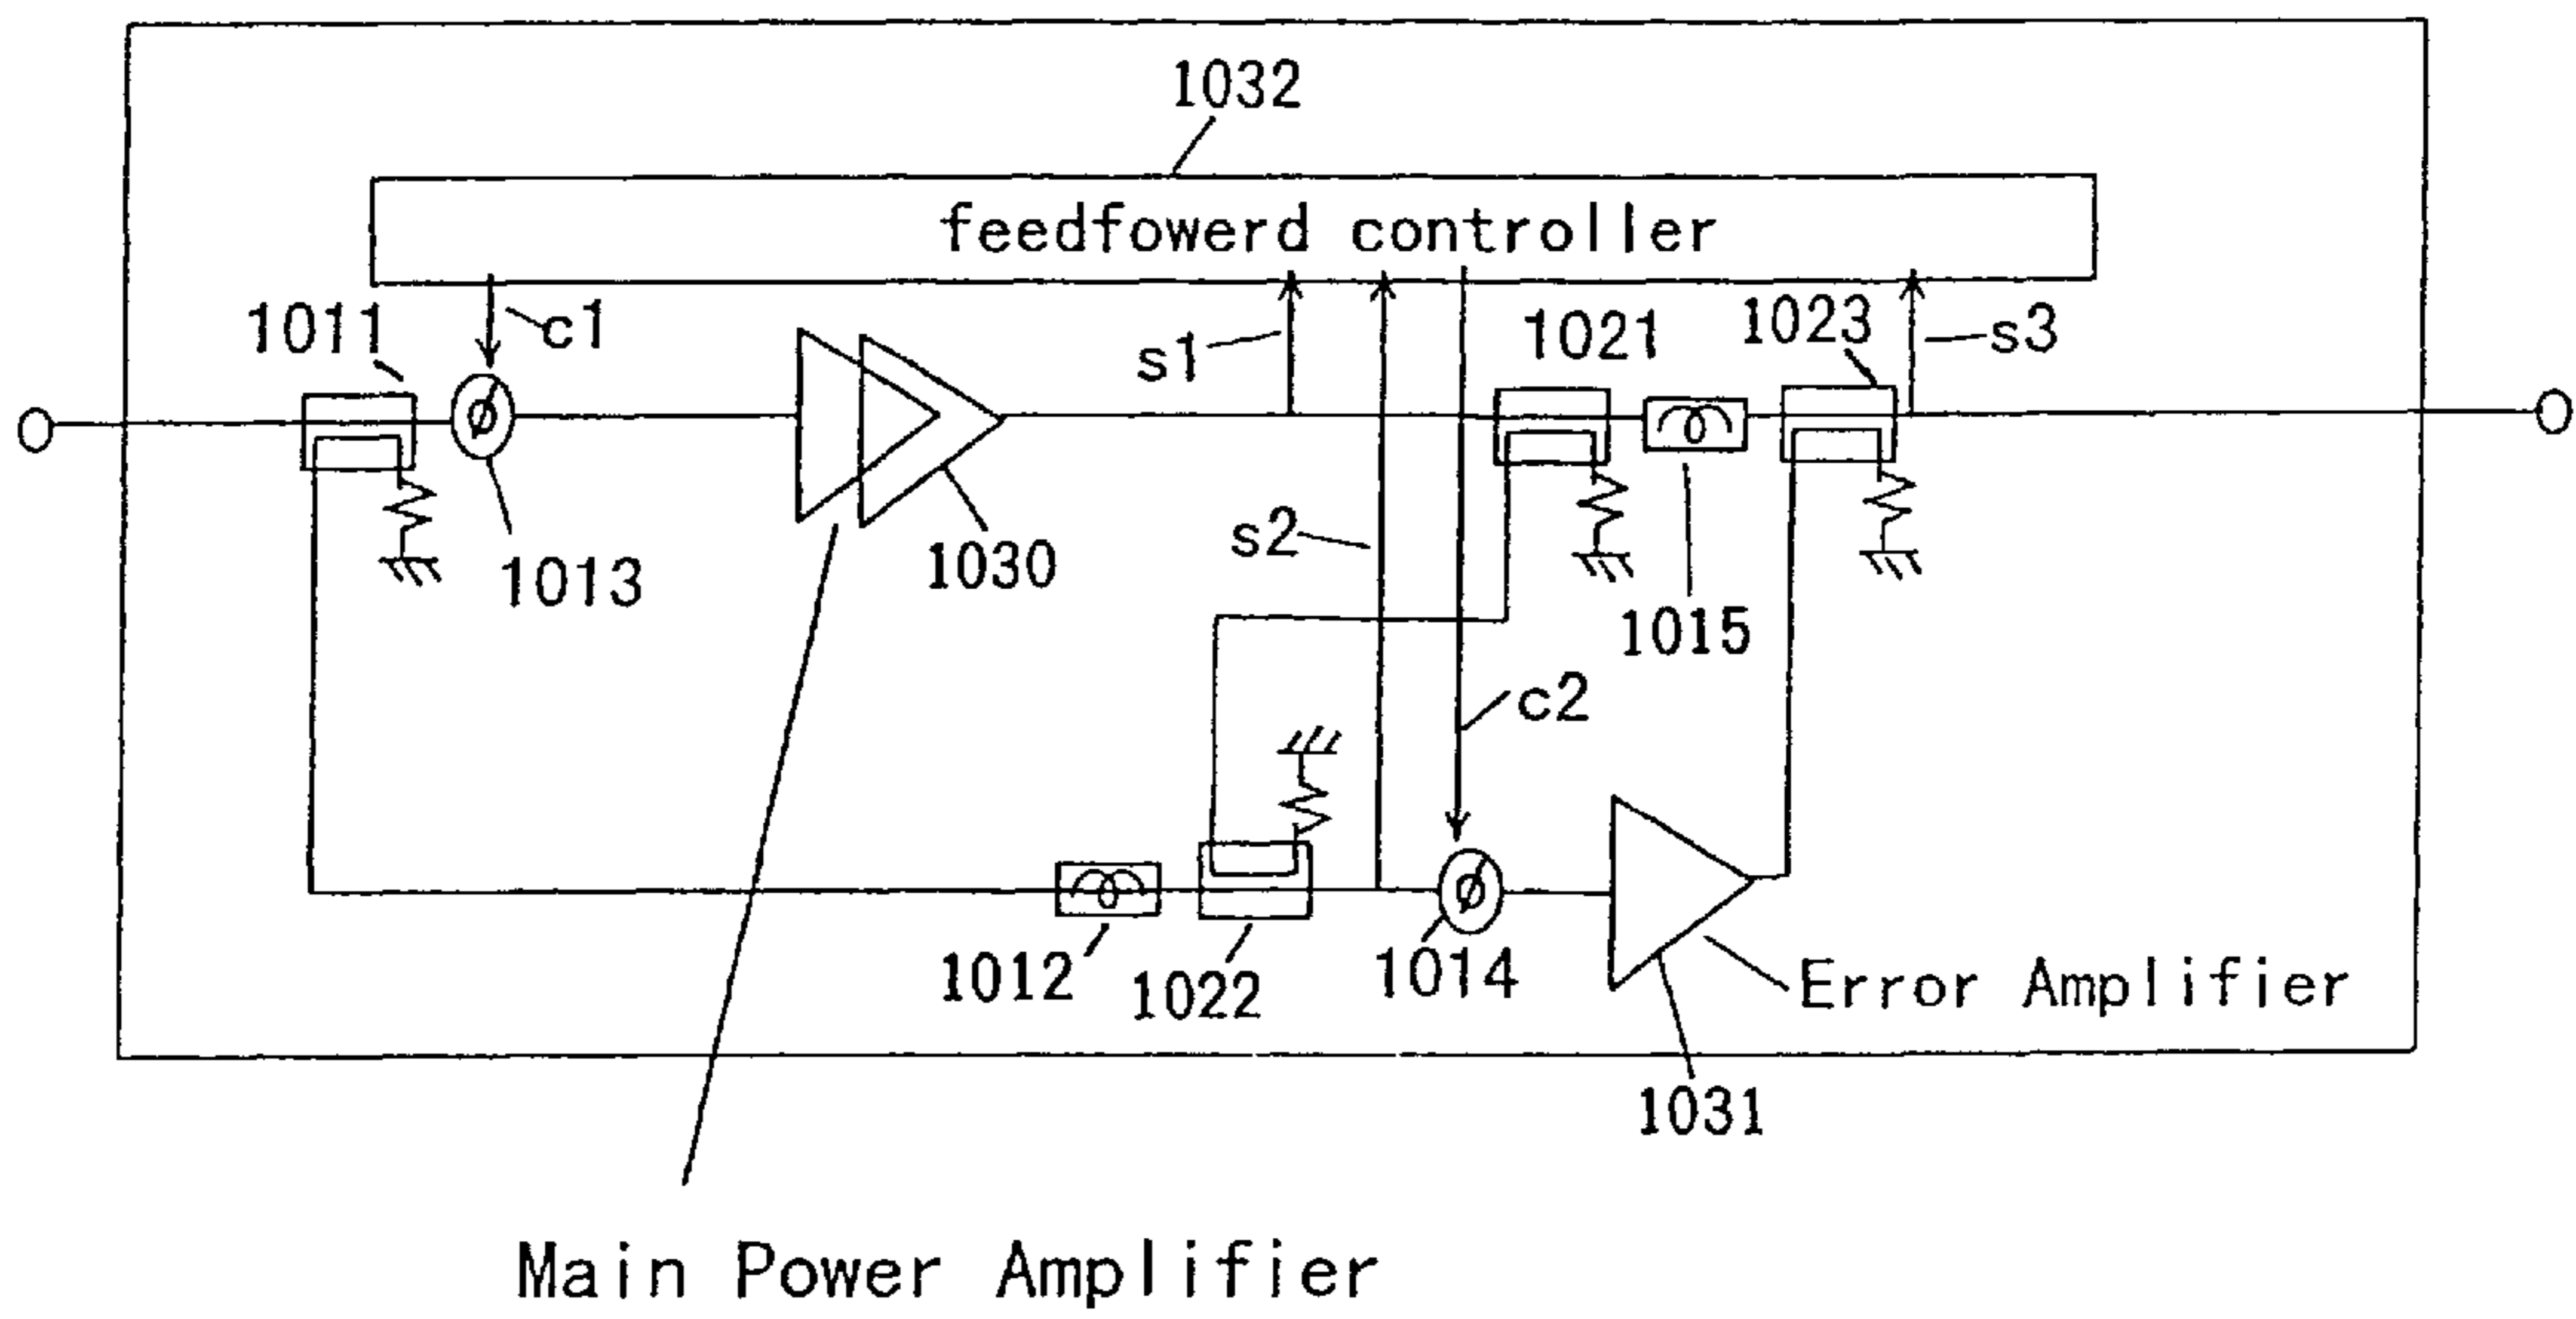 1032
feedfowerd controller
1011
c1
s1
1021
1023
s3
1013
1030
s2
1015
c2
1012
1022
1014
Error Amplifier
1031
Main Power Amplifier